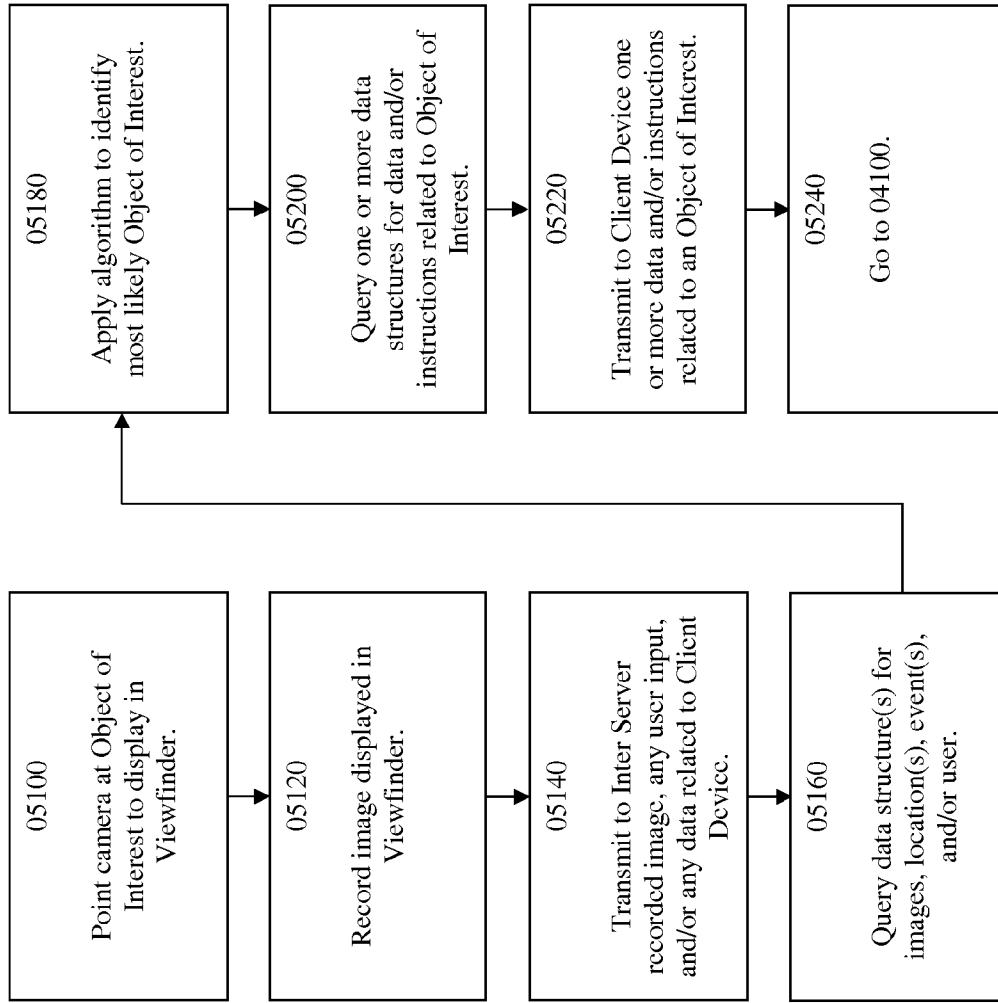 05100
Point camera at Object of
Interest to display in
Viewfinder.
05120
Record image displayed in
Viewfinder.
05140
Transmit to Inter Server
recorded image, any user input,
and/or any data related to Client
Device.
05160
Query data structure(s) for
images, location(s), event(s),
and/or user.
05180
Apply algorithm to identify
most likely Object of Interest.
05200
Query one or more data
structures for data and/or
instructions related to Object of
Interest.
05220
Transmit to Client Device one
or more data and/or instructions
related to an Object of Interest.
05240
Go to 04100.